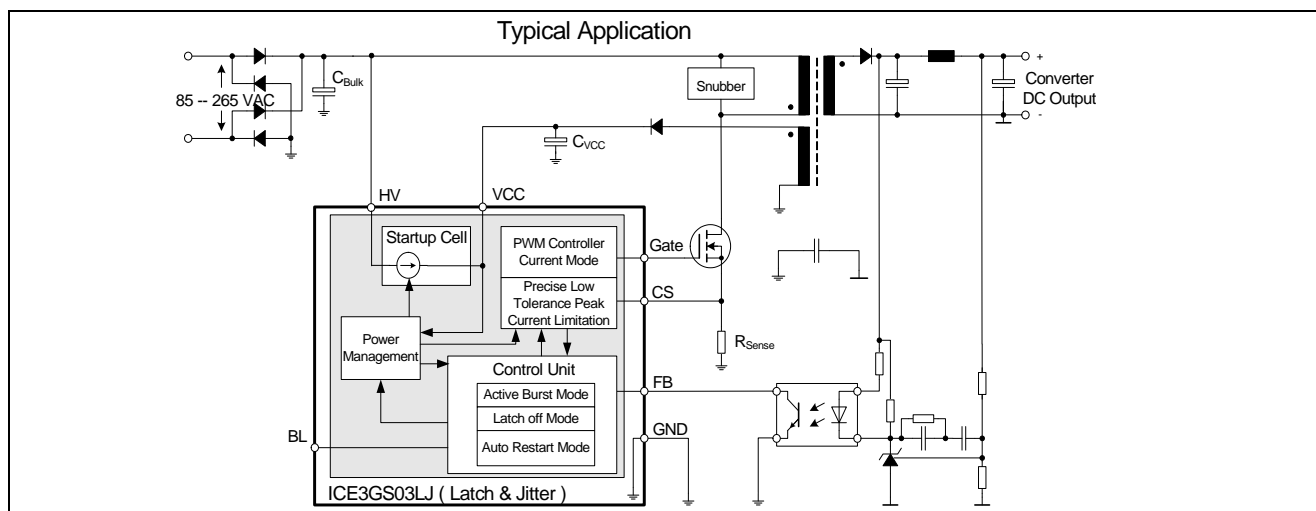 Typical Application
+
CBulk
Snubber
Converter
DC Output
85 -- 265 VAC
-
CVCC
HV
VCC
Startup Cell
PWM Controller
Current Mode
Gate
Precise Low
Tolerance Peak
Current Limitation
CS
Power
Management
RSense
Control Unit
FB
Active Burst Mode
Latch off Mode
GND
BL
Auto Restart Mode
ICE3GS03LJ ( Latch & Jitter )